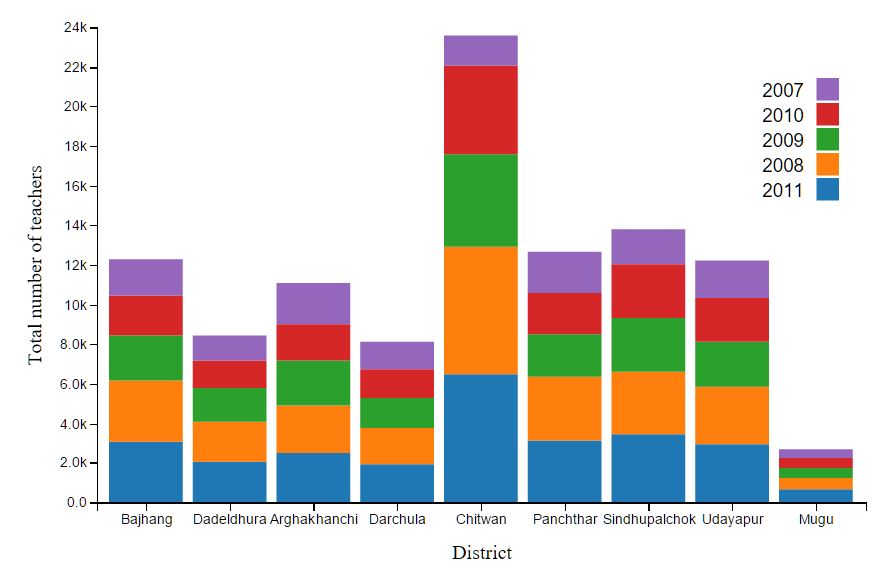 24k
22k
20k
18k
16k
14k
12k
10k
8.0k
6.0k
4.0k
2.0k
0.0
Total number of teachers
2007
2010
2009
2008
2011
Bajhang Dadeldhura Arghakhanchi Darchula Chitwan Panchthar Sindhupalchok Udayapur Mugu
District